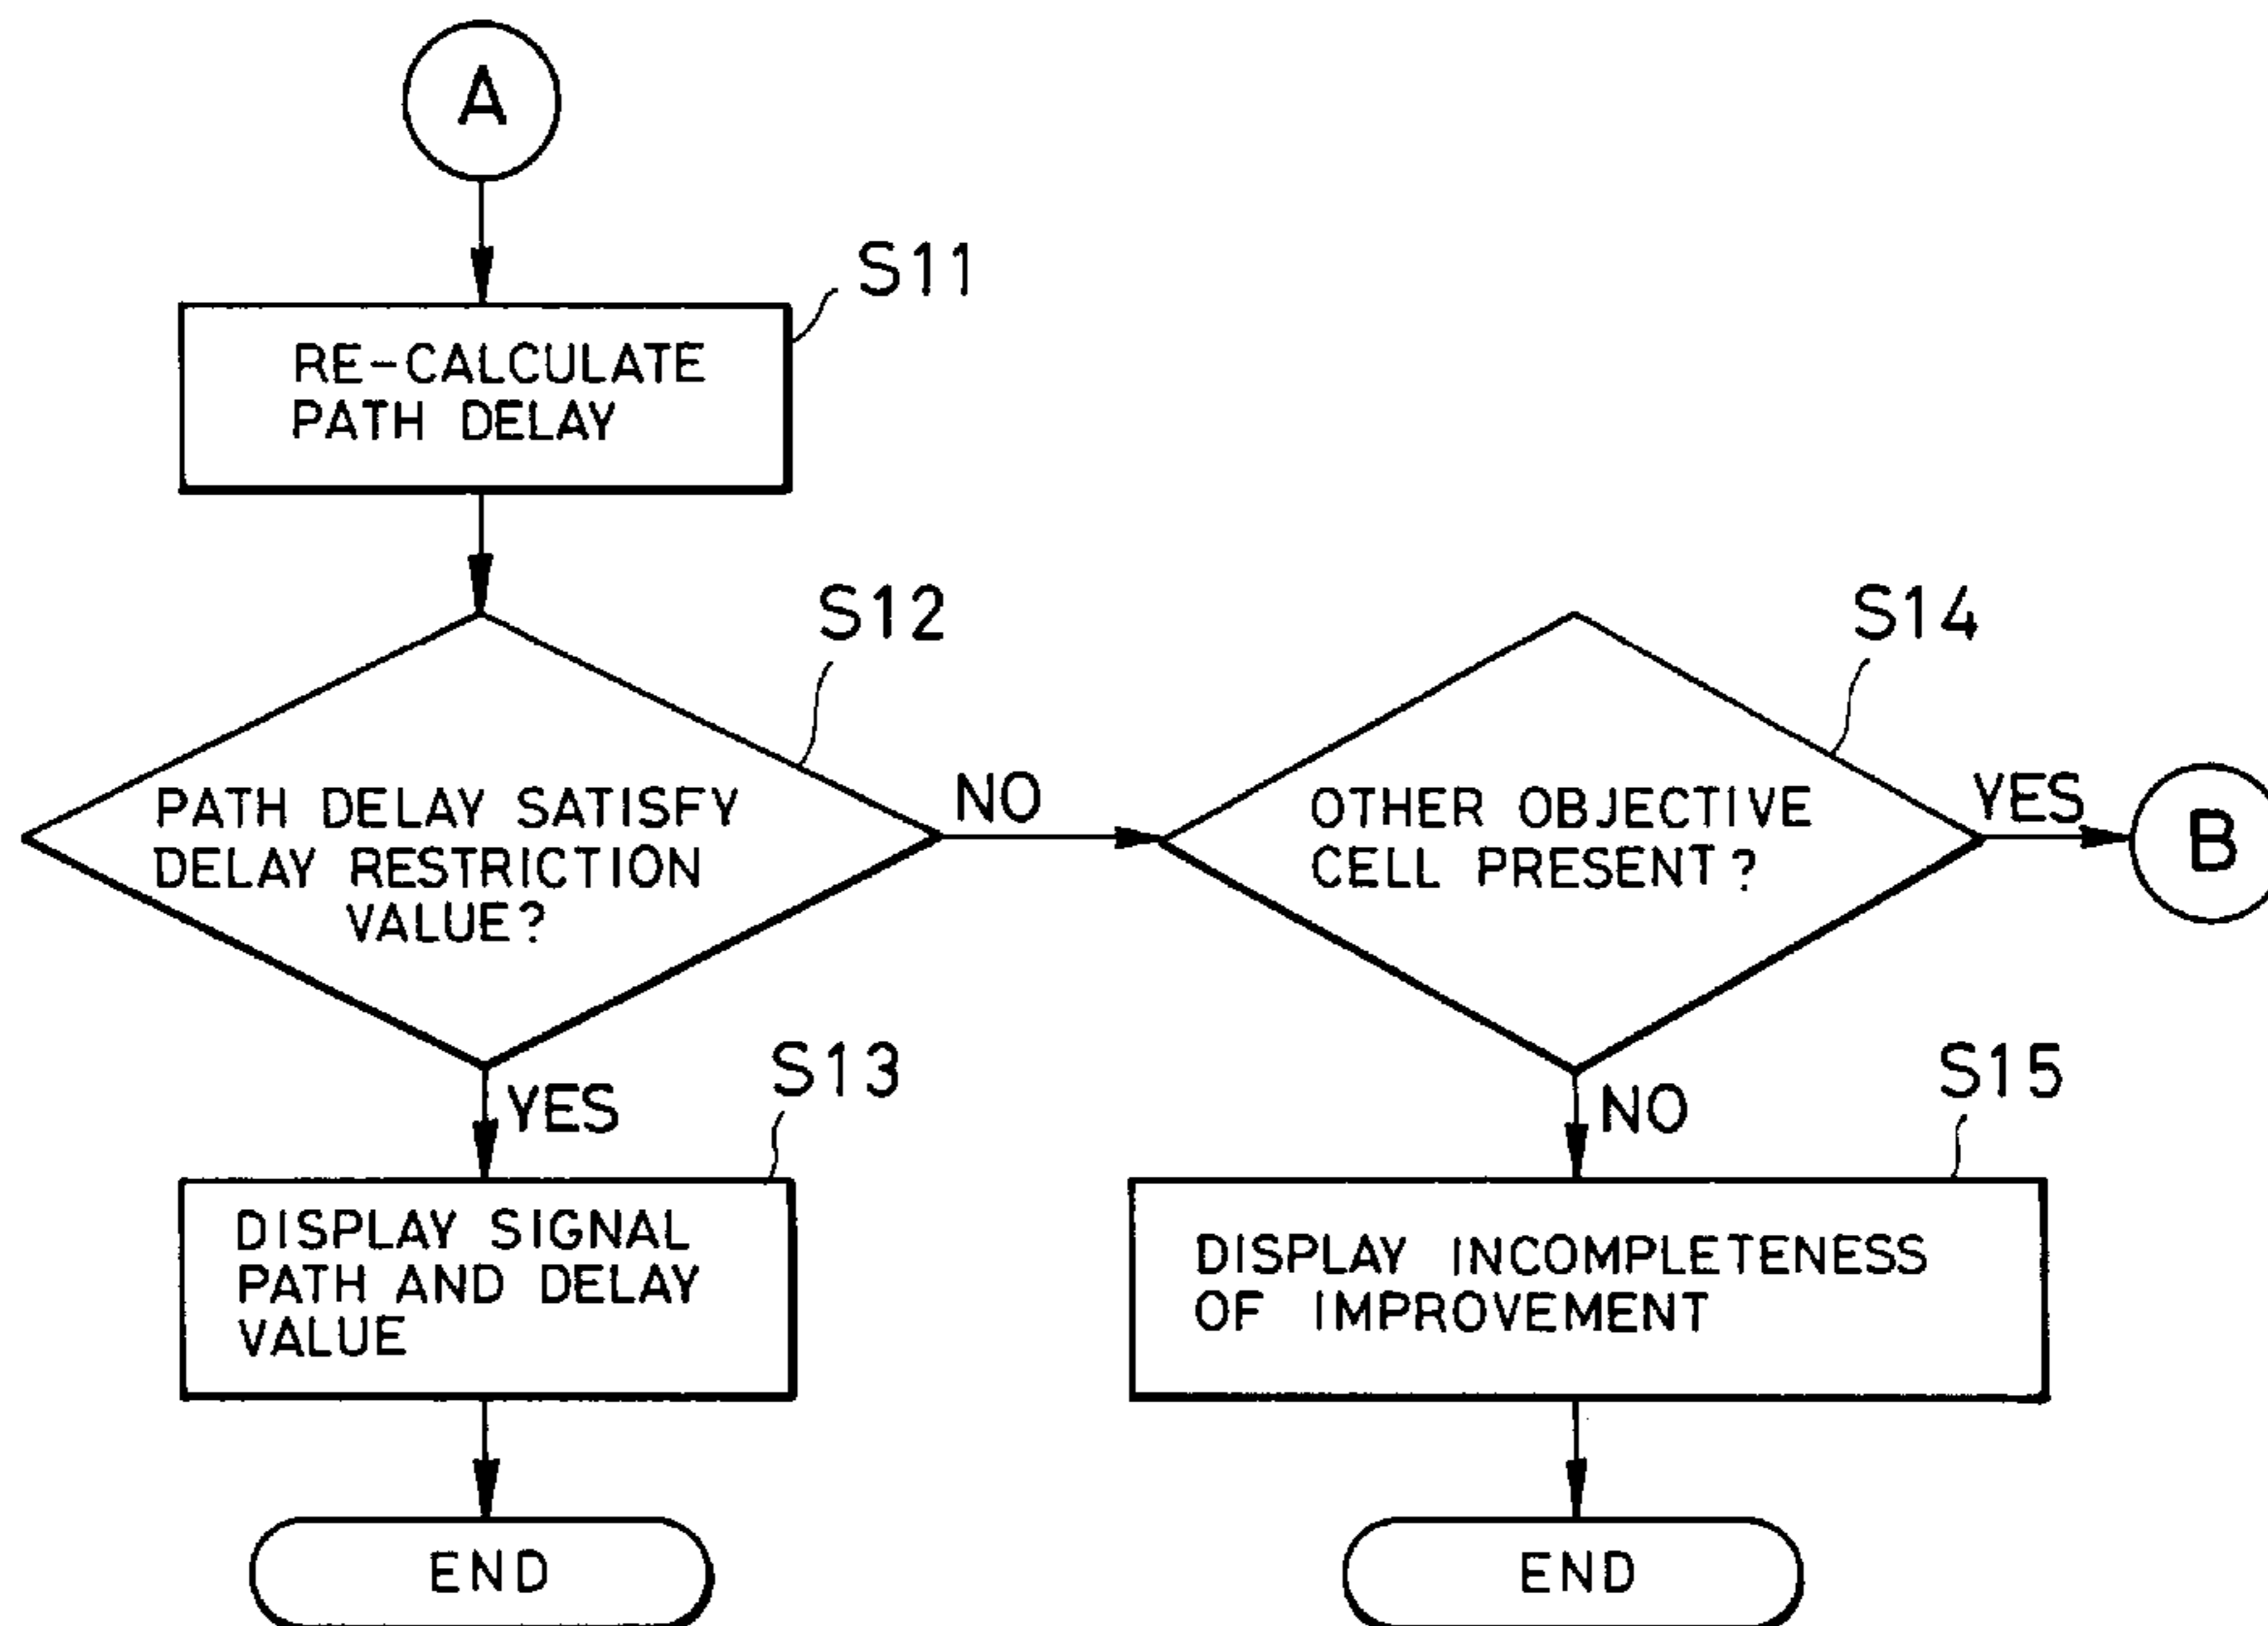 A
S11
RE-CALCULATE
PATH DELAY
S12
PATH DELAY SATISFY
DELAY RESTRICTION
VALUE?
NO
S14
OTHER OBJECTIVE
CELL PRESENT?
YES
B
YES
S13
DISPLAY SIGNAL
PATH AND DELAY
VALUE
END
NO
S15
DISPLAY INCOMPLETENESS
OF IMPROVEMENT
END